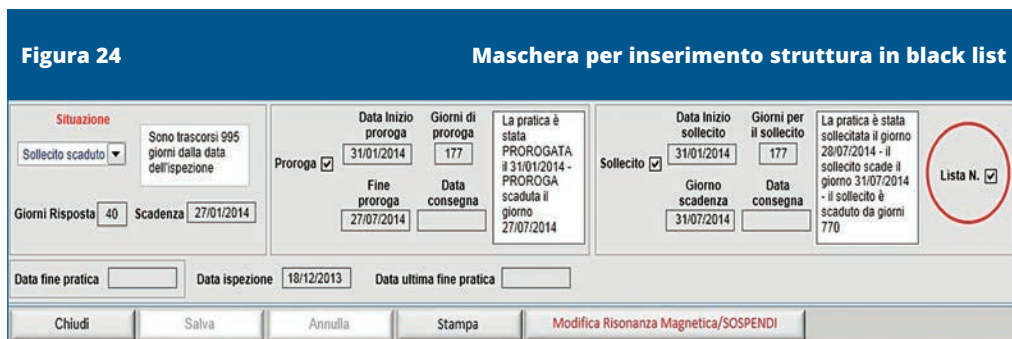 Figura 24
Maschera per inserimento struttura in black list
Situazione
Sollecito scaduto
Sono trascorsi 995
giorni dalla data
dell'ispezione
Giorni Risposta 40 Scadenza 27/01/2014
Proroga
Data Inizio
proroga
31/01/2014
Giorni di
proroga
177
Fine
proroga
27/07/2014
Data
consegna
La pratica è
stata
PROROGATA
il 31/01/2014 -
PROROGA
scaduta il
giorno
27/07/2014
Sollecito
Data Inizio
sollecito
31/01/2014
Giorni per
il sollecito
177
Giorno
scadenza
31/07/2014
Data
consegna
La pratica è stata
sollecitata il giorno
28/07/2014 - il
sollecito scade il
giorno 31/07/2014
- il sollecito è
scaduto da giorni
770
Lista N.
Data fine pratica
Data ispezione 18/12/2013
Data ultima fine pratica
Chiudi
Salva
Annulla
Stampa
Modifica Risonanza Magnetica/SOSPENDI